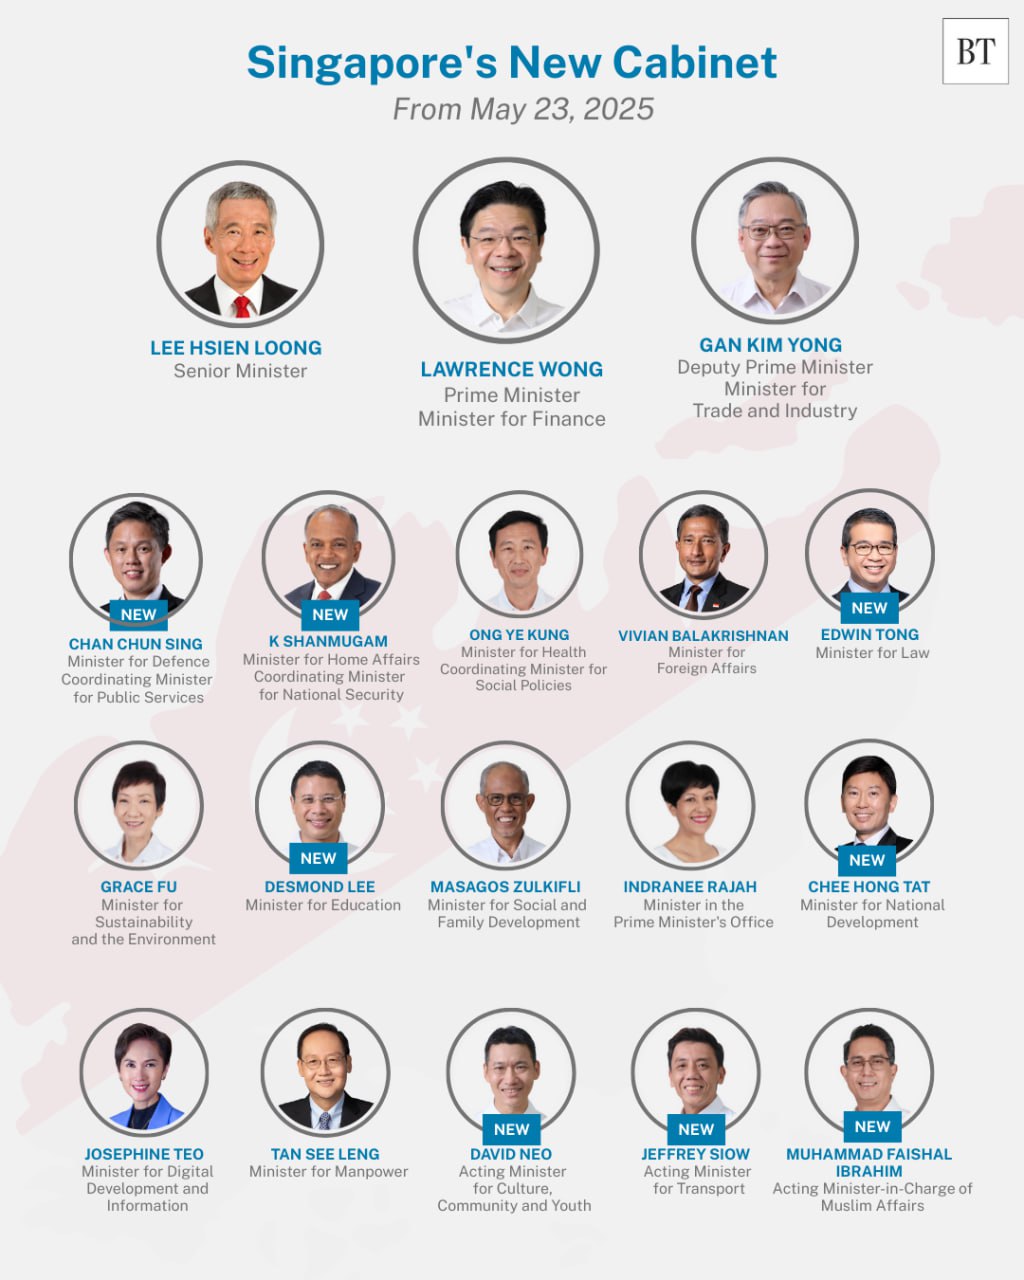 Singapore's New Cabinet
BT
From May 23, 2025
LEE HSIEN LOONG
Senior Minister
LAWRENCE WONG
Prime Minister
Minister for Finance
GAN KIM YONG
Deputy Prime Minister
Minister for
Trade and Industry
NEW
CHAN CHUN SING
Minister for Defence
Coordinating Minister
for Public Services
NEW
K SHANMUGAM
Minister for Home Affairs
Coordinating Minister
for National Security
ONG YE KUNG
Minister for Health
Coordinating Minister for
Social Policies
VIVIAN BALAKRISHNAN
Minister for
Foreign Affairs
NEW
EDWIN TONG
Minister for Law
GRACE FU
Minister for
Sustainability
and the Environment
NEW
DESMOND LEE
Minister for Education
MASAGOS ZULKIFLI
Minister for Social and
Family Development
INDRANEE RAJAH
Minister in the
Prime Minister's Office
NEW
CHEE HONG TAT
Minister for National
Development
JOSEPHINE TEO
Minister for Digital
Development and
Information
TAN SEE LENG
Minister for Manpower
NEW
DAVID NEO
Acting Minister
for Culture,
Community and Youth
NEW
JEFFREY SIOW
Acting Minister
for Transport
NEW
MUHAMMAD FAISHAL
IBRAHIM
Acting Minister-in-Charge of
Muslim Affairs